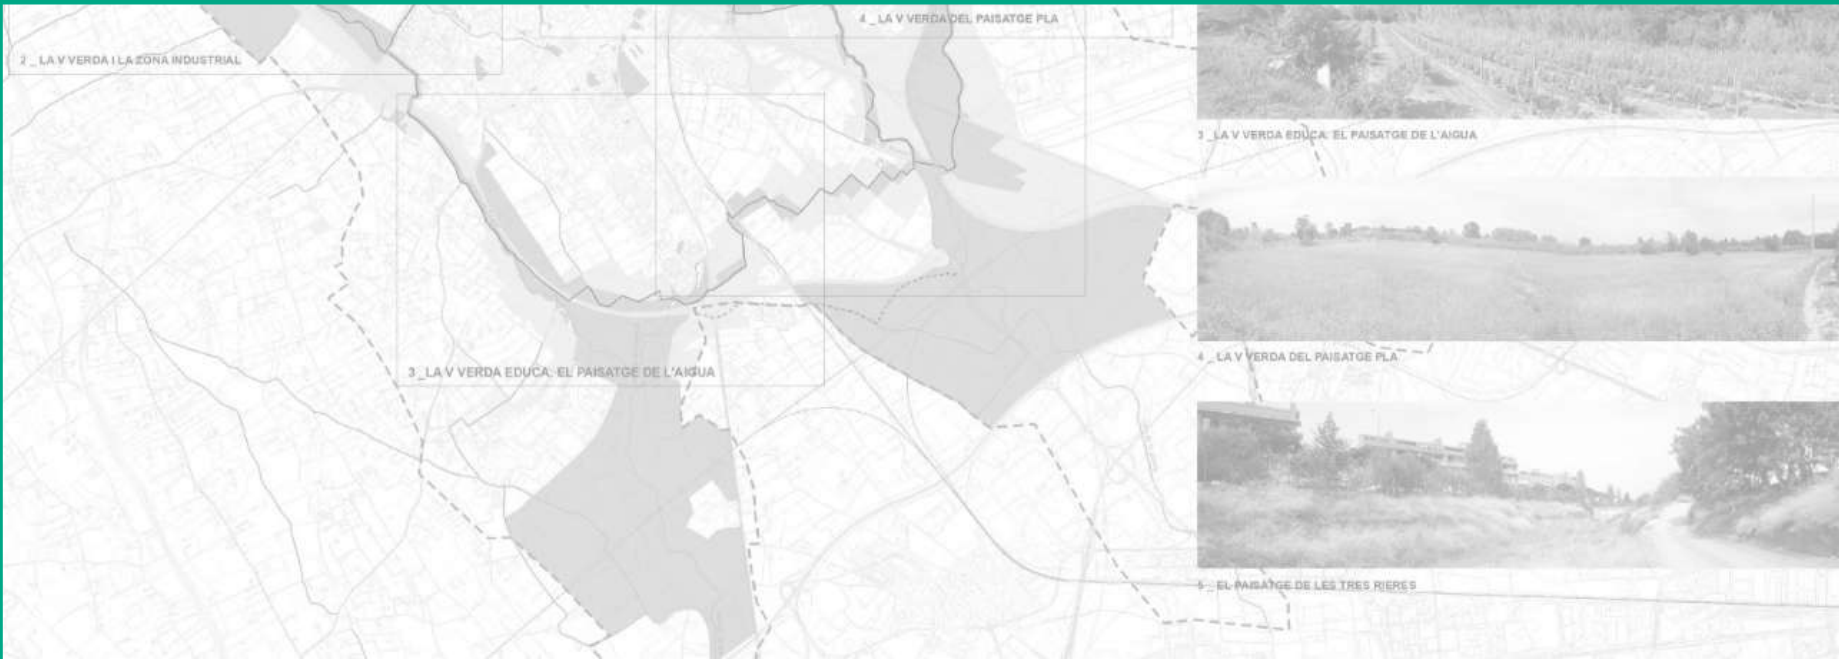 4 _ LA V VERDA DEL PAISATGE PLA
2 _ LA V VERDA I LA ZONA INDUSTRIAL
3 _LA V VERDA EDUCA: EL PAISATGE DE L'AIGUA
3 _ LA V VERDA EDUCA: EL PAISATGE DE L'AIGUA
4 _ LA V VERDA DEL PAISATGE PLA
5 _ EL PAISATGE DE LES TRES RIERES